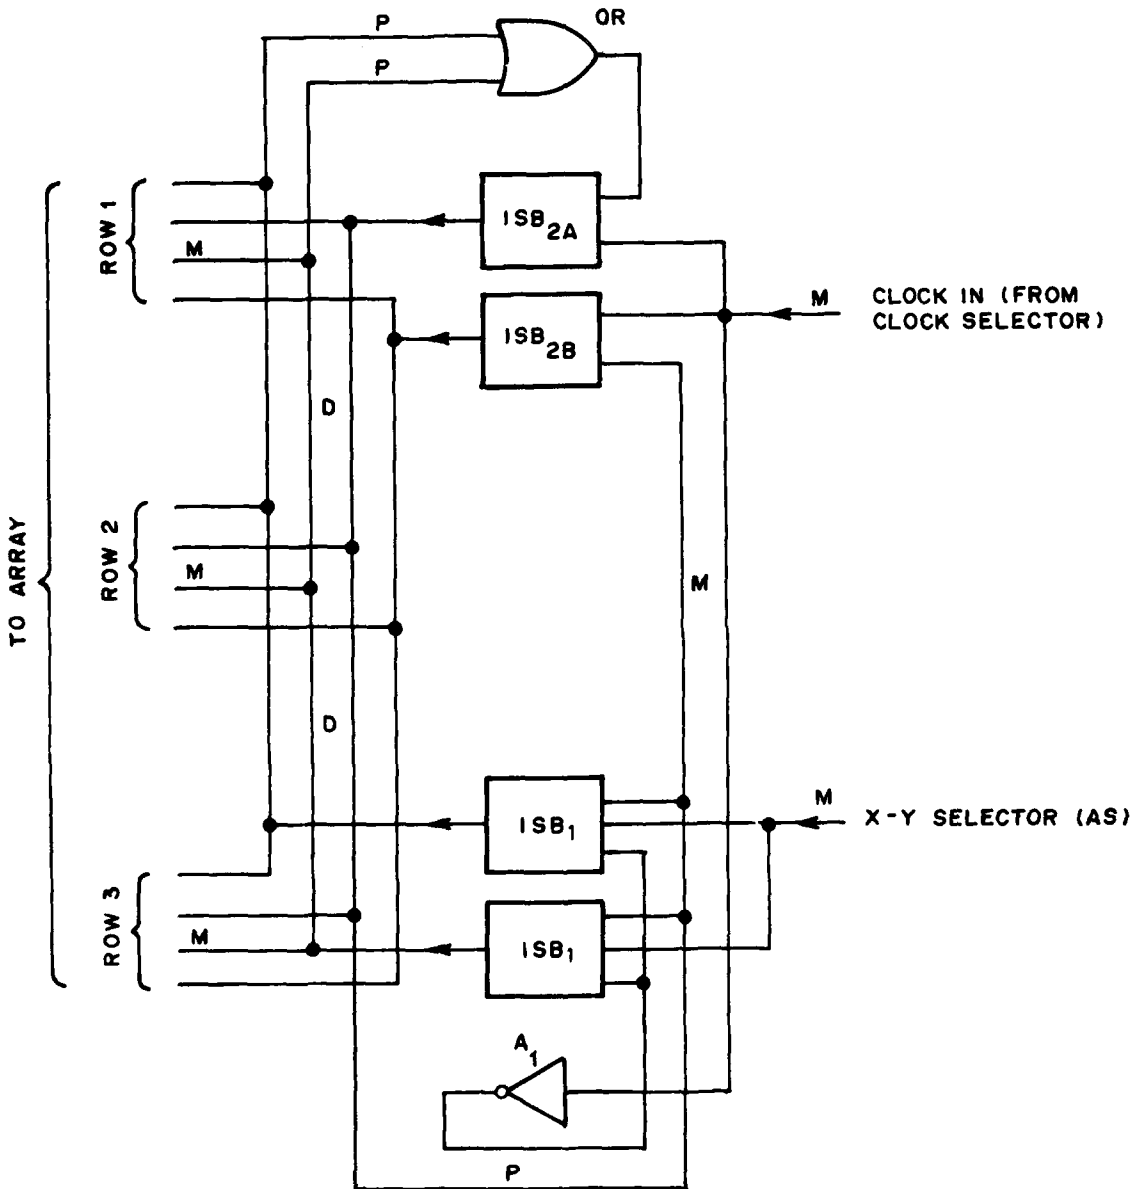 OR
P
P
ROW 1
M
ISB2A
ISB2B
M
CLOCK IN (FROM
CLOCK SELECTOR)
D
TO ARRAY
ROW 2
M
M
D
ISB1
M
X-Y SELECTOR (AS)
ROW 3
M
ISB1
A1
P